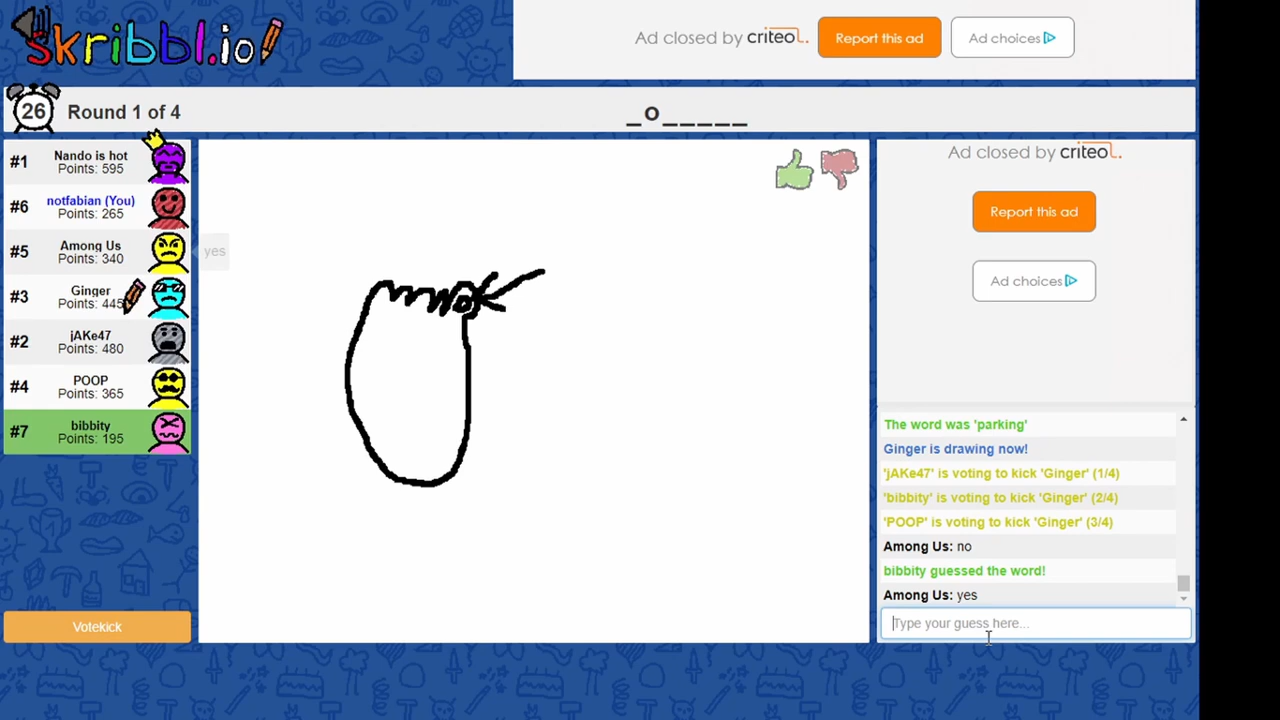 skribbl.io
Ad closed by criteo.
Report this ad
Ad choices
26
Round 1 of 4
_o_____
#1
Nando is hot
Points: 595
#6
notfabian (You)
Points: 265
#5
Among Us
Points: 340
yes
#3
Ginger
Points: 445
#2
jAKe47
Points: 480
#4
POOP
Points: 365
#7
bibbity
Points: 195
Votekick
Ad closed by criteo.
Report this ad
Ad choices
The word was 'parking'
Ginger is drawing now!
'jAKe47' is voting to kick 'Ginger' (1/4)
'bibbity' is voting to kick 'Ginger' (2/4)
'POOP' is voting to kick 'Ginger' (3/4)
Among Us: no
bibbity guessed the word!
Among Us: yes
Type your guess here...